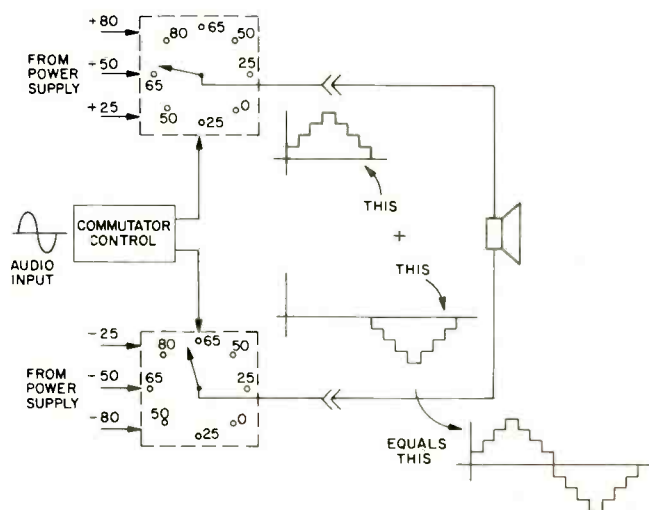 +80
65
80
50
FROM
POWER
SUPPLY
+50
65
25
+25
50
0
25
THIS
COMMUTATOR
CONTROL
AUDIO
INPUT
+
THIS
-25
80
65
50
FROM
POWER
SUPPLY
-50
65
25
-80
50
0
25
EQUALS
THIS